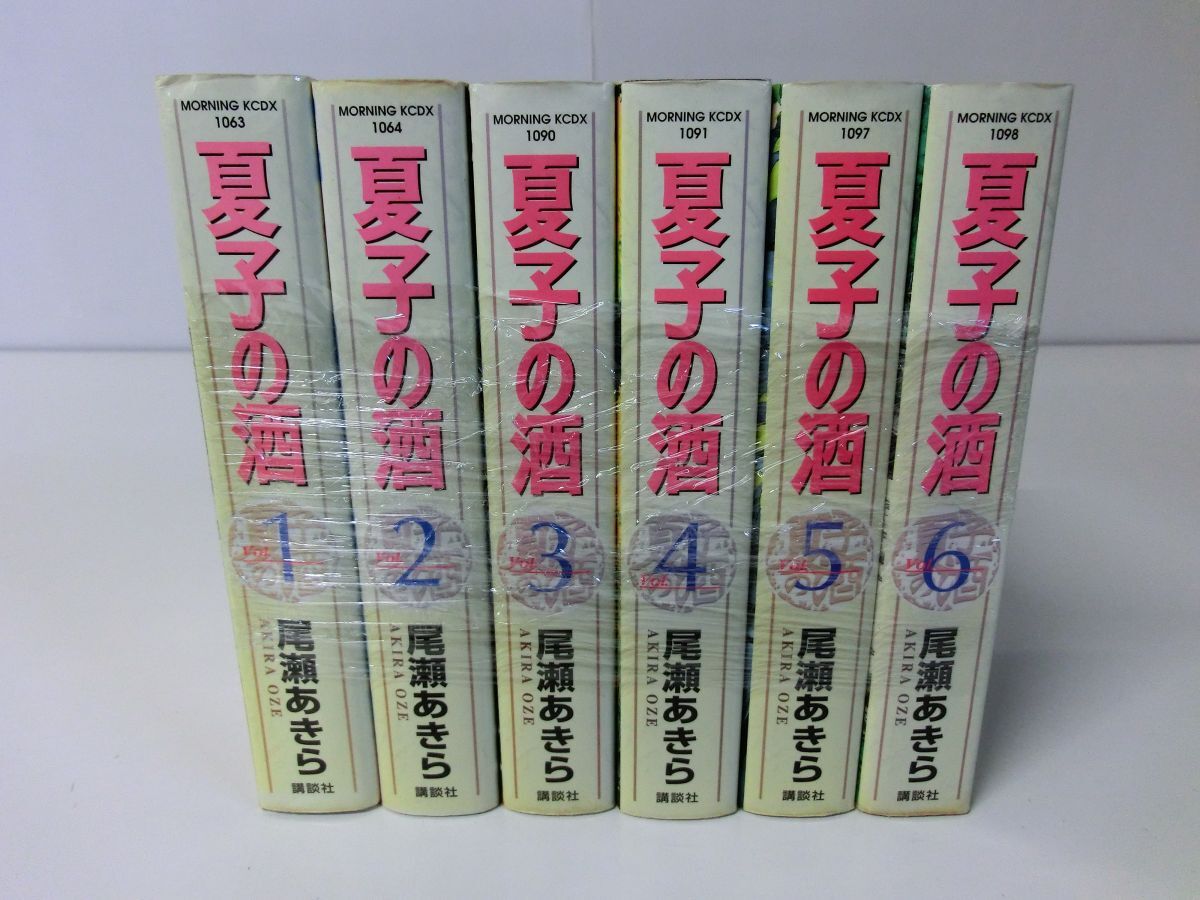 MORNING KCDX
1063
夏子の酒
Vol.
1
尾瀬あきら
AKIRA OZE
講談社
MORNING KCDX
1064
夏子の酒
Vol.
2
尾瀬あきら
AKIRA OZE
講談社
MORNING KCDX
1090
夏子の酒
Vol.
3
尾瀬あきら
AKIRA OZE
講談社
MORNING KCDX
1091
夏子の酒
Vol.
4
尾瀬あきら
AKIRA OZE
講談社
MORNING KCDX
1097
夏子の酒
Vol.
5
尾瀬あきら
AKIRA OZE
講談社
MORNING KCDX
1098
夏子の酒
Vol.
6
尾瀬あきら
AKIRA OZE
講談社